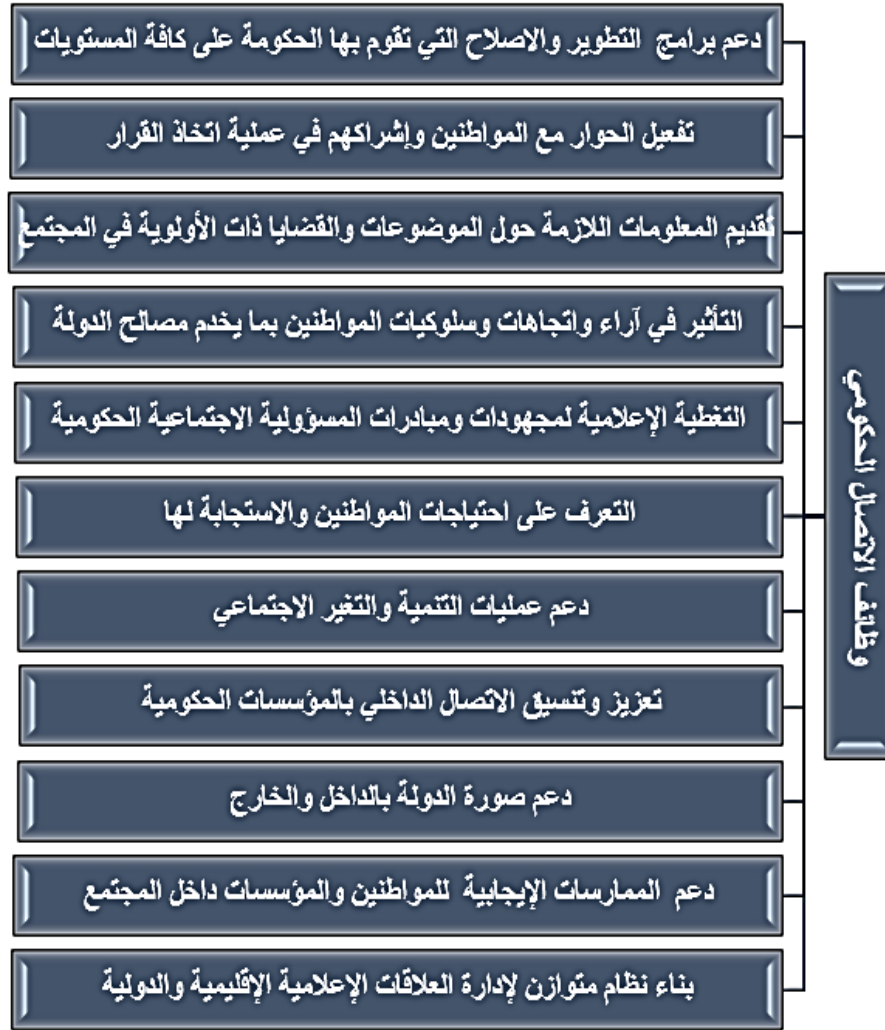 وظائف الاتصال الحكومي
دعم برامج التطوير والاصلاح التي تقوم بها الحكومة على كافة المستويات
تفعيل الحوار مع المواطنين وإشراكهم في عملية اتخاذ القرار
تقديم المعلومات اللازمة حول الموضوعات والقضايا ذات الأولوية في المجتمع
التأثير في آراء واتجاهات وسلوكيات المواطنين بما يخدم مصالح الدولة
التغطية الإعلامية لمجهودات ومبادرات المسؤولية الاجتماعية الحكومية
التعرف على احتياجات المواطنين والاستجابة لها
دعم عمليات التنمية والتغير الاجتماعي
تعزيز وتنسيق الاتصال الداخلي بالمؤسسات الحكومية
دعم صورة الدولة بالداخل والخارج
دعم الممارسات الإيجابية للمواطنين والمؤسسات داخل المجتمع
بناء نظام متوازن لإدارة العلاقات الإعلامية الإقليمية والدولية